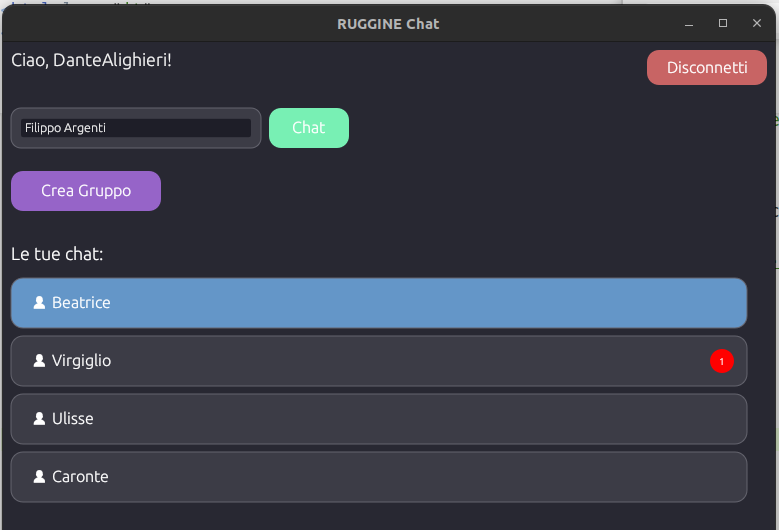 RUGGINE Chat
Ciao, DanteAlighieri!
Disconnetti
Filippo Argenti
Chat
Crea Gruppo
Le tue chat:
Beatrice
Virgiglio
1
Ulisse
Caronte